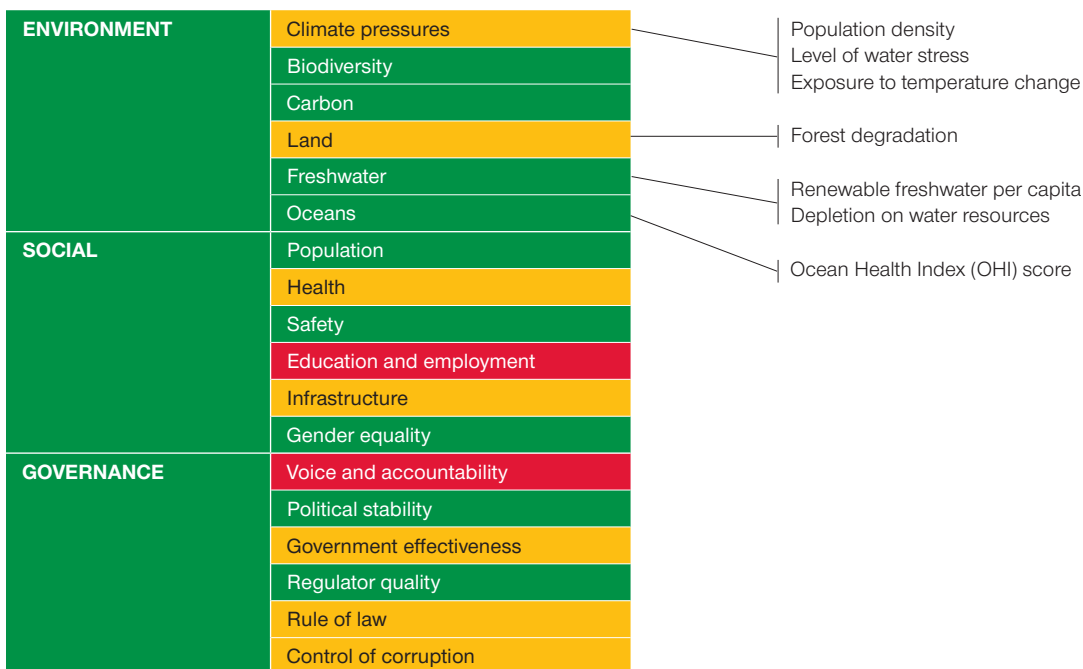 ENVIRONMENT
Climate pressures
Biodiversity
Carbon
Land
Freshwater
Oceans
Population density
Level of water stress
Exposure to temperature change
Forest degradation
Renewable freshwater per capita
Depletion on water resources
Ocean Health Index (OHI) score
SOCIAL
Population
Health
Safety
Education and employment
Infrastructure
Gender equality
GOVERNANCE
Voice and accountability
Political stability
Government effectiveness
Regulator quality
Rule of law
Control of corruption